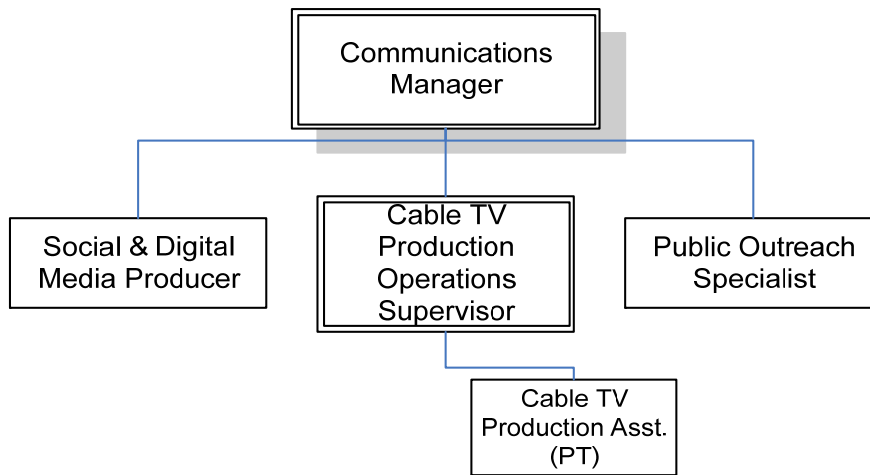 Communications
Manager
Social & Digital
Media Producer
Cable TV
Production
Operations
Supervisor
Public Outreach
Specialist
Cable TV
Production Asst.
(PT)